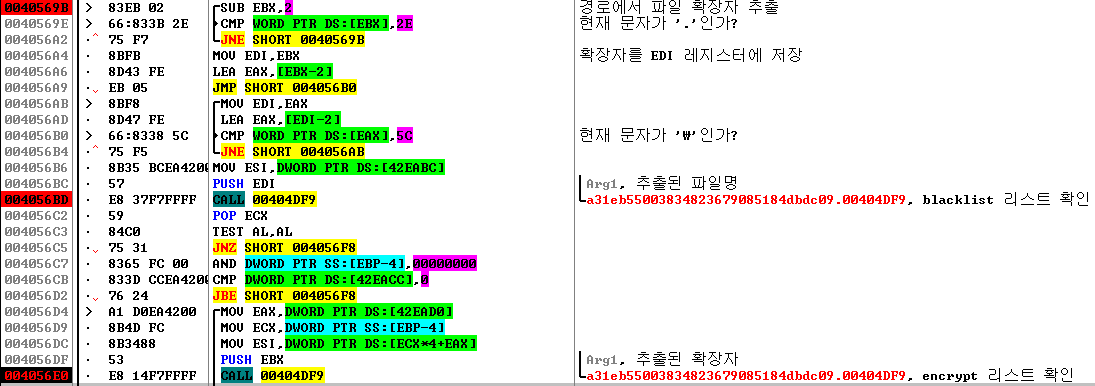 0040569B > 83EB 02 SUB EBX,2 경로에서 파일 확장자 추출
0040569E > 66:833B 2E CMP WORD PTR DS:[EBX],2E 현재 문자가 '.'인가?
004056A2 ·^ 75 F7 JNE SHORT 0040569B
004056A4 · 8BFB MOV EDI,EBX 확장자를 EDI 레지스터에 저장
004056A6 · 8D43 FE LEA EAX,[EBX-2]
004056A9 ·⌄ EB 05 JMP SHORT 004056B0
004056AB > 8BF8 MOV EDI,EAX
004056AD · 8D47 FE LEA EAX,[EDI-2]
004056B0 > 66:8338 5C CMP WORD PTR DS:[EAX],5C 현재 문자가 '₩'인가?
004056B4 ·^ 75 F5 JNE SHORT 004056AB
004056B6 · 8B35 BCEA4200 MOV ESI,DWORD PTR DS:[42EABC]
004056BC · 57 PUSH EDI Arg1, 추출된 파일명
004056BD · E8 37F7FFFF CALL 00404DF9 a31eb55003834823679085184dbdc09.00404DF9, blacklist 리스트 확인
004056C2 · 59 POP ECX
004056C3 · 84C0 TEST AL,AL
004056C5 ·⌄ 75 31 JNZ SHORT 004056F8
004056C7 · 8365 FC 00 AND DWORD PTR SS:[EBP-4],00000000
004056CB · 833D CCEA4200 CMP DWORD PTR DS:[42EACC],0
004056D2 ·⌄ 76 24 JBE SHORT 004056F8
004056D4 > A1 D0EA4200 MOV EAX,DWORD PTR DS:[42EAD0]
004056D9 · 8B4D FC MOV ECX,DWORD PTR SS:[EBP-4]
004056DC · 8B3488 MOV ESI,DWORD PTR DS:[ECX*4+EAX]
004056DF · 53 PUSH EBX Arg1, 추출된 확장자
004056E0 · E8 14F7FFFF CALL 00404DF9 a31eb55003834823679085184dbdc09.00404DF9, encrypt 리스트 확인